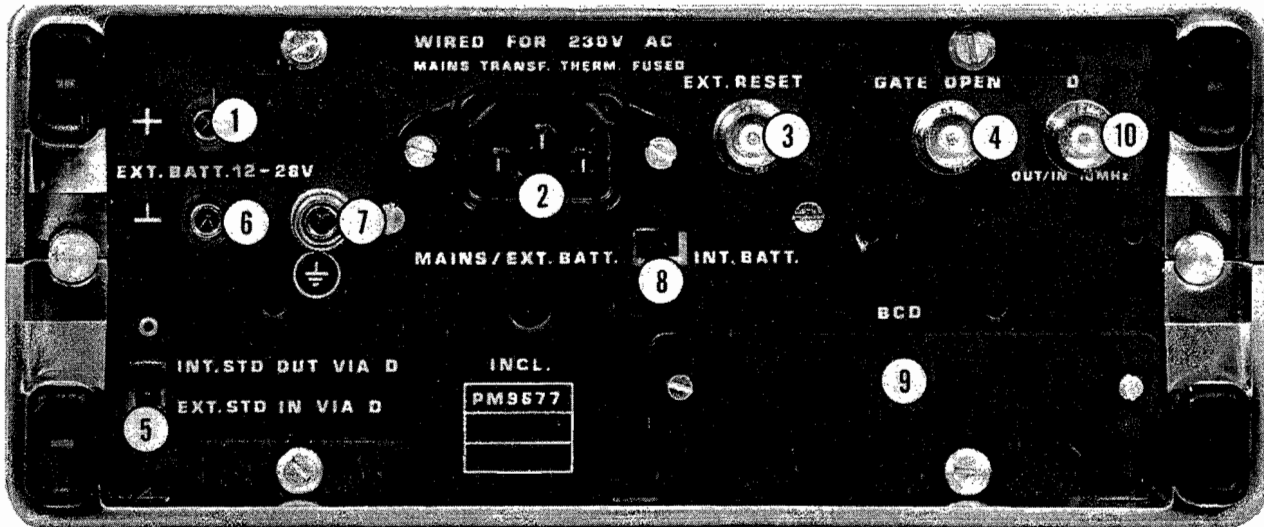 WIRED FOR 230V AC
MAINS TRANSF. THERM. FUSED
EXT. RESET
GATE OPEN
D
+
1
3
4
10
EXT. BATT. 12-28V
2
OUT/IN 10MHz
⊥
6
7
MAINS/EXT. BATT.
INT. BATT.
8
BCD
INT. STD OUT VIA D
INCL.
9
EXT. STD IN VIA D
PM9677
5